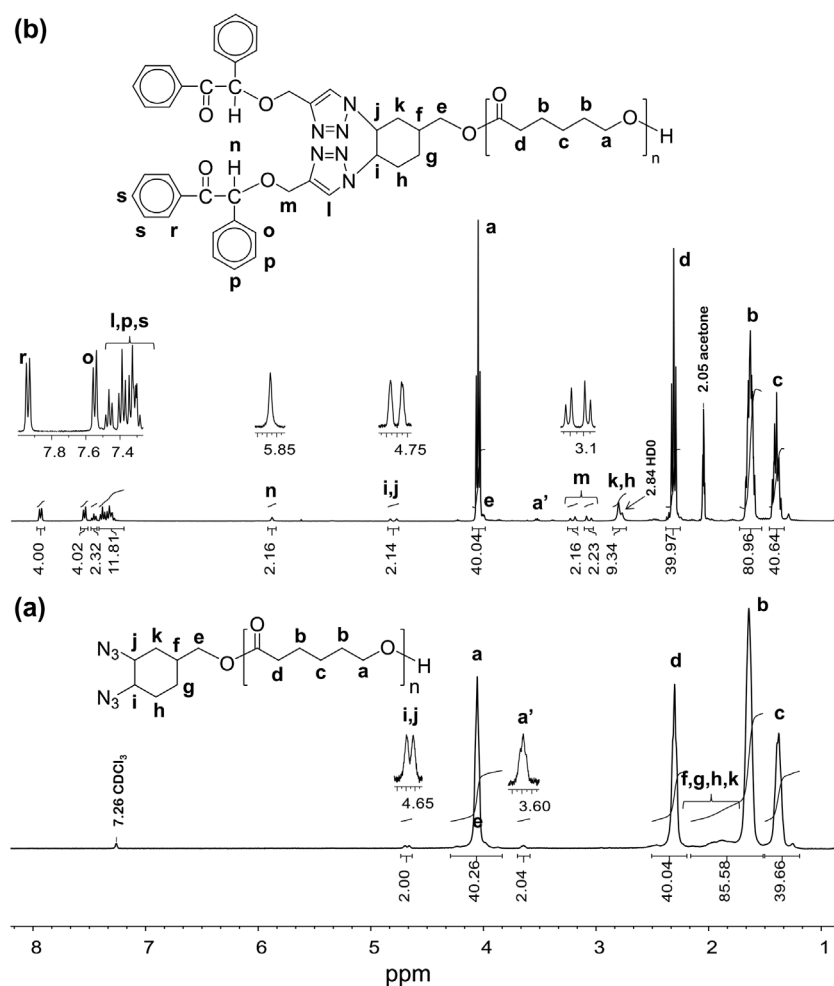 (b)
O
C
C
H
O
N
N=N
j
k
f
e
O
O
b
b
O
H
d
c
a
n
n
g
i
h
O
H
C
C
O
N=N
N
m
l
s
s
r
o
p
p
a
d
b
c
l,p,s
r
o
7.8 7.6 7.4
5.85
4.75
3.1
2.05 acetone
2.84 HD0
n
i,j
e
a'
m
k,h
4.00
4.02
2.32
11.81
2.16
2.14
40.04
2.16
2.23
9.34
39.97
80.96
40.64
(a)
N3
N3
j
k
f
e
O
O
b
b
O
H
d
c
a
n
g
i
h
7.26 CDCl3
i,j
4.65
a
e
a'
3.60
d
f,g,h,k
b
c
2.00
40.26
2.04
40.04
85.58
39.66
8 7 6 5 4 3 2 1
ppm